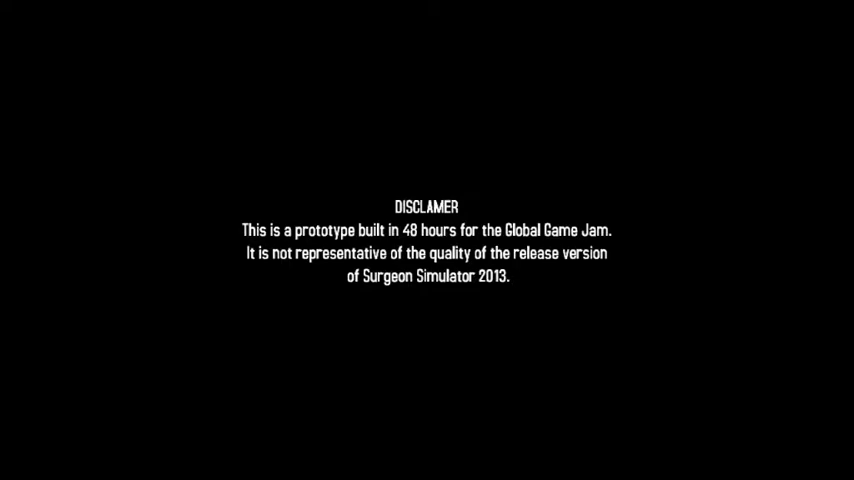 DISCLAMER
This is a prototype built in 48 hours for the Global Game Jam.
It is not representative of the quality of the release version
of Surgeon Simulator 2013.